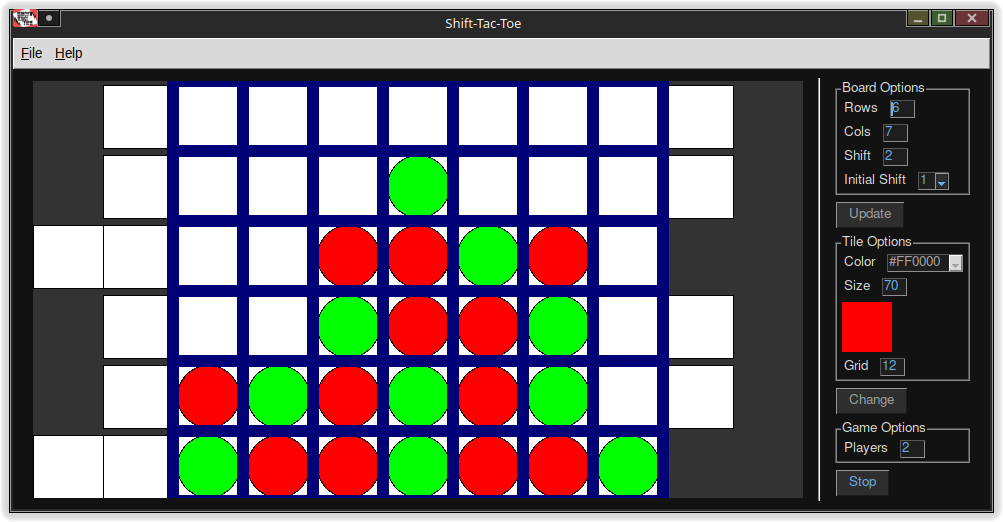 Shift-Tac-Toe
File Help
Board Options
Rows 6
Cols 7
Shift 2
Initial Shift 1
Update
Tile Options
Color #FF0000
Size 70
Grid 12
Change
Game Options
Players 2
Stop